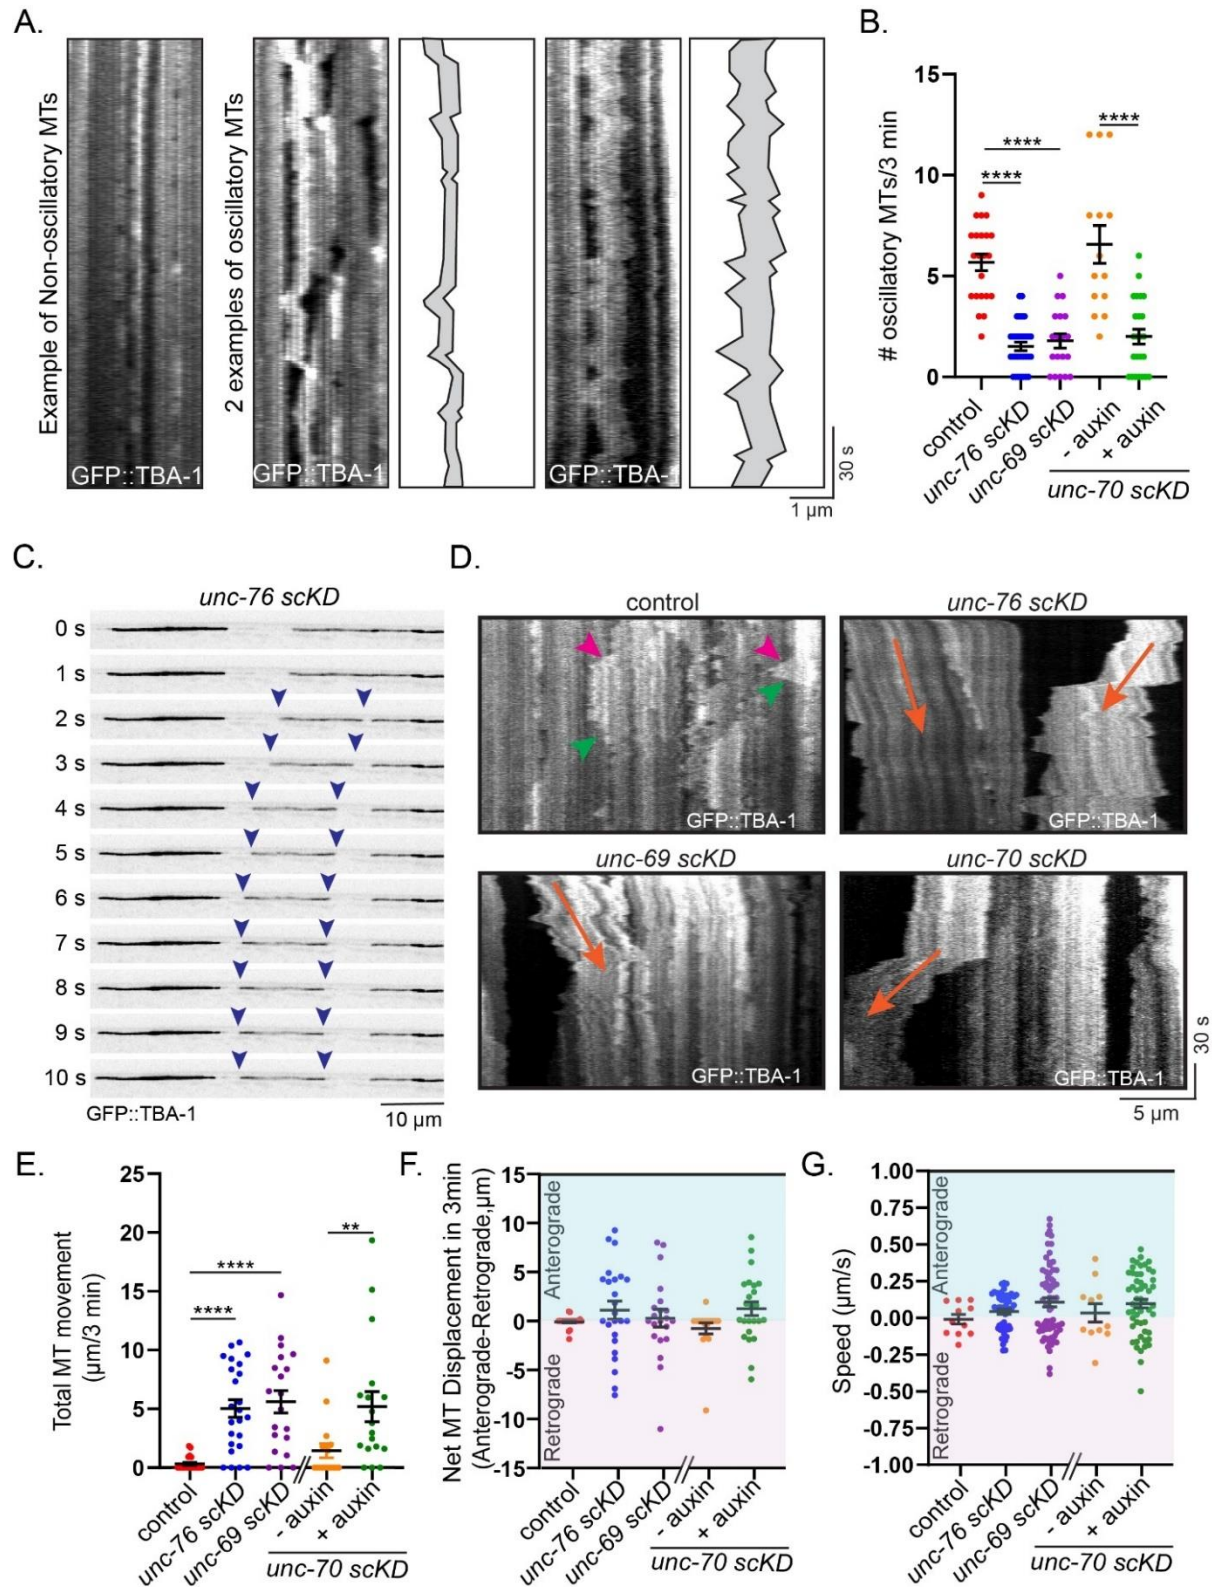 A.
Example of Non-oscillatory MTs
GFP::TBA-1
2 examples of oscillatory MTs
GFP::TBA-1
GFP::TBA-1
30 s
1 µm
B.
# oscillatory MTs/3 min
15
10
5
0
****
****
****
control
unc-76 scKD
unc-69 scKD
- auxin
+ auxin
unc-70 scKD
C.
unc-76 scKD
0 s
1 s
2 s
3 s
4 s
5 s
6 s
7 s
8 s
9 s
10 s
GFP::TBA-1
10 µm
D.
control
GFP::TBA-1
unc-76 scKD
GFP::TBA-1
unc-69 scKD
GFP::TBA-1
unc-70 scKD
GFP::TBA-1
30 s
5 µm
E.
Total MT movement
(µm/3 min)
25
20
15
10
5
0
****
****
**
control
unc-76 scKD
unc-69 scKD
- auxin
+ auxin
unc-70 scKD
F.
Net MT Displacement in 3min
(Anterograde-Retrograde,µm)
15
10
5
0
-5
-10
-15
Anterograde
Retrograde
control
unc-76 scKD
unc-69 scKD
- auxin
+ auxin
unc-70 scKD
G.
Speed (µm/s)
1.00
0.75
0.50
0.25
0.00
-0.25
-0.50
-0.75
-1.00
Anterograde
Retrograde
control
unc-76 scKD
unc-69 scKD
- auxin
+ auxin
unc-70 scKD